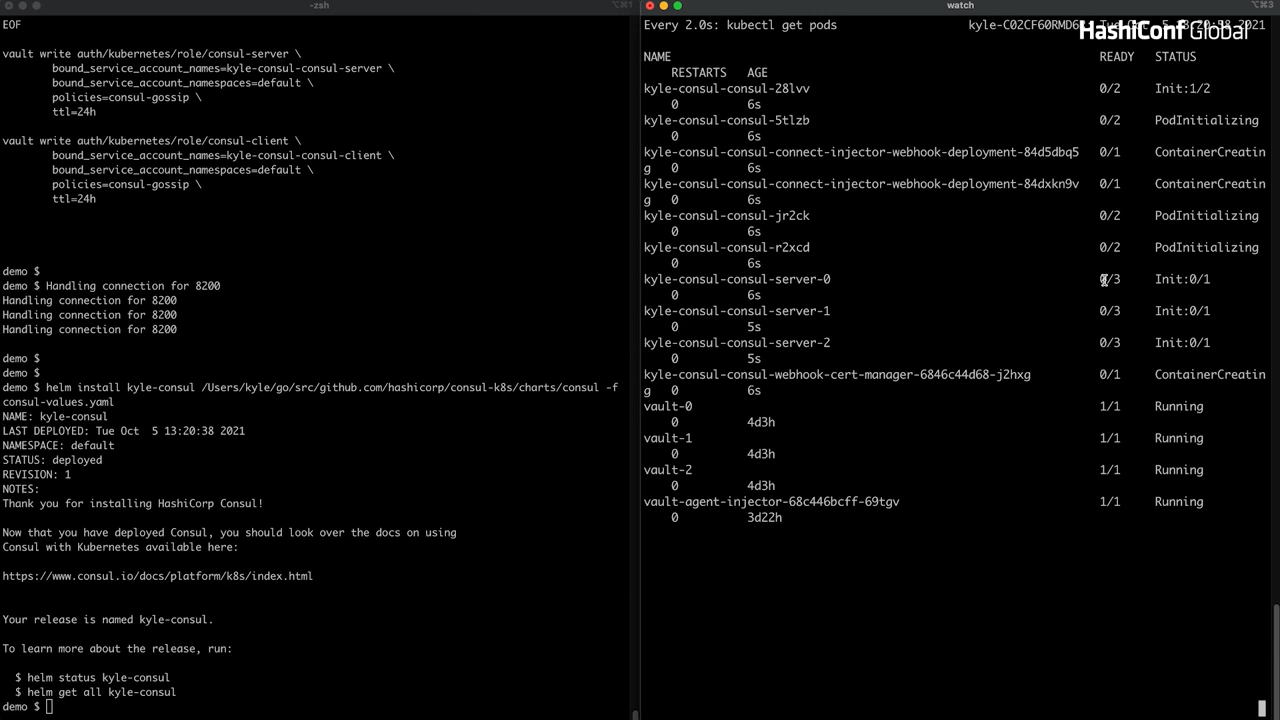 -zsh
⌥⌘1
EOF
vault write auth/kubernetes/role/consul-server \
bound_service_account_names=kyle-consul-consul-server \
bound_service_account_namespaces=default \
policies=consul-gossip \
ttl=24h
vault write auth/kubernetes/role/consul-client \
bound_service_account_names=kyle-consul-consul-client \
bound_service_account_namespaces=default \
policies=consul-gossip \
ttl=24h
demo $
demo $ Handling connection for 8200
Handling connection for 8200
Handling connection for 8200
Handling connection for 8200
demo $
demo $
demo $ helm install kyle-consul /Users/kyle/go/src/github.com/hashicorp/consul-k8s/charts/consul -f
consul-values.yaml
NAME: kyle-consul
LAST DEPLOYED: Tue Oct  5 13:20:38 2021
NAMESPACE: default
STATUS: deployed
REVISION: 1
NOTES:
Thank you for installing HashiCorp Consul!
Now that you have deployed Consul, you should look over the docs on using
Consul with Kubernetes available here:
https://www.consul.io/docs/platform/k8s/index.html
Your release is named kyle-consul.
To learn more about the release, run:
$ helm status kyle-consul
$ helm get all kyle-consul
demo $
watch
⌥⌘3
Every 2.0s: kubectl get pods kyle-C02CF60RMD6 2021
HashiConf Global
NAME READY STATUS
RESTARTS AGE
kyle-consul-consul-28lvv 0/2 Init:1/2
0 6s
kyle-consul-consul-5tlzb 0/2 PodInitializing
0 6s
kyle-consul-consul-connect-injector-webhook-deployment-84d5dbq5 0/1 ContainerCreatin
g 0 6s
kyle-consul-consul-connect-injector-webhook-deployment-84dxkn9v 0/1 ContainerCreatin
g 0 6s
kyle-consul-consul-jr2ck 0/2 PodInitializing
0 6s
kyle-consul-consul-r2xcd 0/2 PodInitializing
0 6s
kyle-consul-consul-server-0 0/3 Init:0/1
0 6s
kyle-consul-consul-server-1 0/3 Init:0/1
0 5s
kyle-consul-consul-server-2 0/3 Init:0/1
0 5s
kyle-consul-consul-webhook-cert-manager-6846c44d68-j2hxg 0/1 ContainerCreatin
g 0 6s
vault-0 1/1 Running
0 4d3h
vault-1 1/1 Running
0 4d3h
vault-2 1/1 Running
0 4d3h
vault-agent-injector-68c446bcff-69tgv 1/1 Running
0 3d22h